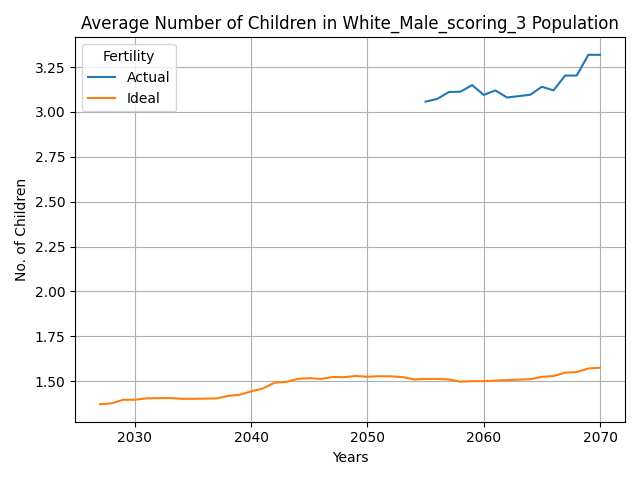 Average Number of Children in White_Male_scoring_3 Population
Fertility
Actual
Ideal
No. of Children
3.25
3.00
2.75
2.50
2.25
2.00
1.75
1.50
2030
2040
2050
2060
2070
Years